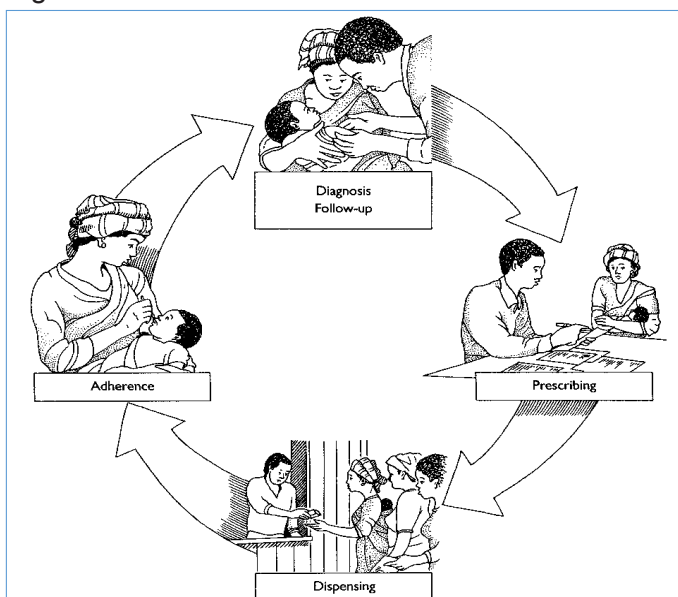 Diagnosis
Follow-up
Prescribing
Dispensing
Adherence